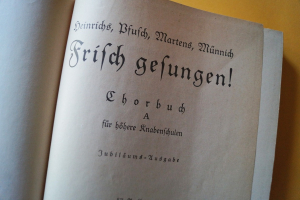 Heinrichs, Pfusch, Martens, Münnich
Frisch gesungen!
Chorbuch
A
für höhere Knabenschulen
Jubiläums-Ausgabe